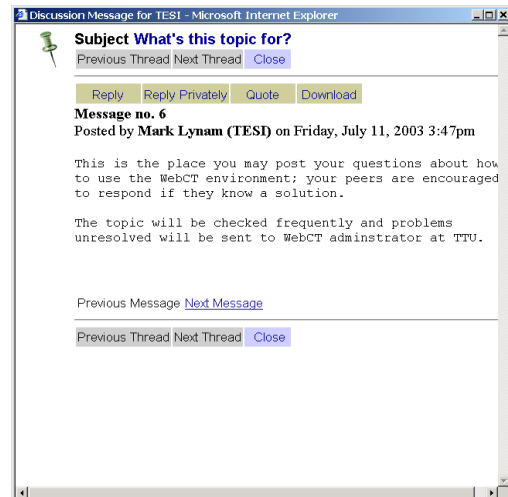 Discussion Message for TESI - Microsoft Internet Explorer
Subject What's this topic for?
Previous Thread Next Thread Close
Reply Reply Privately Quote Download
Message no. 6
Posted by Mark Lynam (TESI) on Friday, July 11, 2003 3:47pm
This is the place you may post your questions about how
to use the WebCT environment; your peers are encouraged
to respond if they know a solution.
The topic will be checked frequently and problems
unresolved will be sent to WebCT adminstrator at TTU.
Previous Message Next Message
Previous Thread Next Thread Close